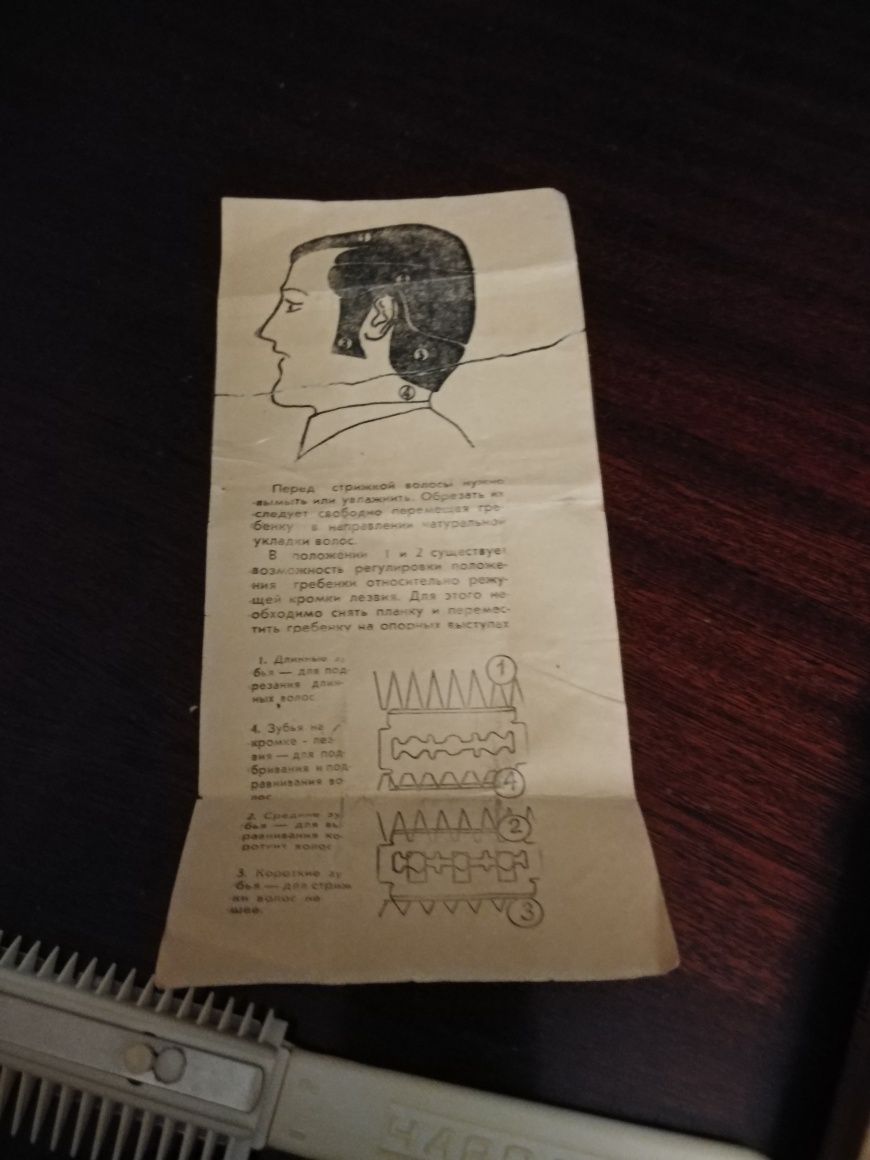 1
2
3
3
4
Перед стрижкой волосы нужно
вымыть или увлажнить. Обрезать их
следует свободно перемещая гре-
бенку в направлении натуральной
укладки волос.
В положении 1 и 2 существует
возможность регулировки положе-
ния гребенки относительно режу-
щей кромки лезвия. Для этого не-
обходимо снять планку и перемес-
тить гребенку на опорных выступах
1. Длинные зу
бья — для под-
резания длин-
ных волос.
4. Зубья на
кромке - лез
вия — для под-
бривания и под-
равнивания во-
лос
2. Средние зу
бья — для вы
равнивания ко-
ротких волос
3. Короткие зу
бья — для стриж
ки волос на
шее.
1
4
2
3